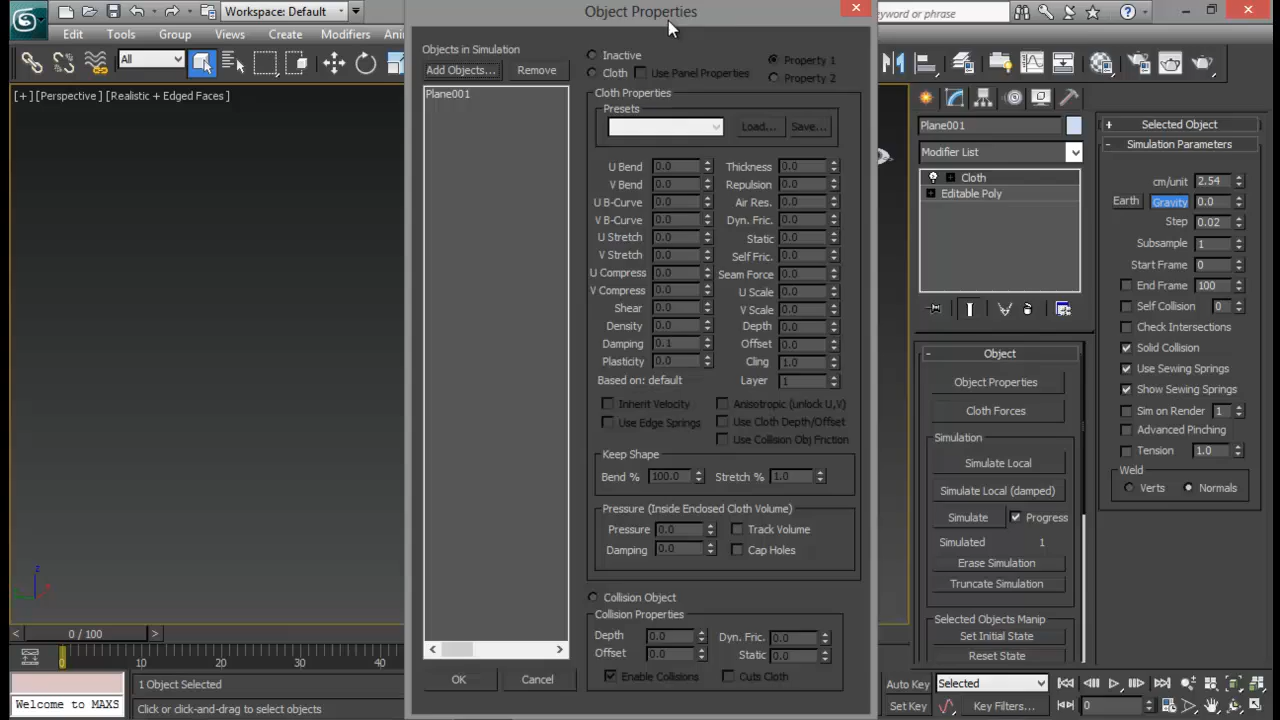 Workspace: Default
Object Properties
keyword or phrase
Edit Tools Group Views Create Modifiers
All
[+] [Perspective] [Realistic + Edged Faces]
Objects in Simulation
Add Objects... Remove
Plane001
OK Cancel
Inactive
Cloth Use Panel Properties
Property 1
Property 2
Cloth Properties
Presets
Load... Save...
U Bend 0.0 Thickness 0.0
V Bend 0.0 Repulsion 0.0
U B-Curve 0.0 Air Res. 0.0
V B-Curve 0.0 Dyn. Fric. 0.0
U Stretch 0.0 Static 0.0
V Stretch 0.0 Self Fric. 0.0
U Compress 0.0 Seam Force 0.0
V Compress 0.0 U Scale 0.0
Shear 0.0 V Scale 0.0
Density 0.0 Depth 0.0
Damping 0.1 Offset 0.0
Plasticity 0.0 Cling 1.0
Based on: default Layer 1
Inherit Velocity Anisotropic (unlock U,V)
Use Edge Springs Use Cloth Depth/Offset
Use Collision Obj Friction
Keep Shape
Bend % 100.0 Stretch % 1.0
Pressure (Inside Enclosed Cloth Volume)
Pressure 0.0 Track Volume
Damping 0.0 Cap Holes
Collision Object
Collision Properties
Depth 0.0 Dyn. Fric. 0.0
Offset 0.0 Static 0.0
Enable Collisions Cuts Cloth
Plane001
Modifier List
Cloth
Editable Poly
- Object
Object Properties
Cloth Forces
Simulation
Simulate Local
Simulate Local (damped)
Simulate Progress
Simulated 1
Erase Simulation
Truncate Simulation
Selected Objects Manip
Set Initial State
Reset State
+ Selected Object
- Simulation Parameters
cm/unit 2.54
Earth Gravity 0.0
Step 0.02
Subsample 1
Start Frame 0
End Frame 100
Self Collision 0
Check Intersections
Solid Collision
Use Sewing Springs
Show Sewing Springs
Sim on Render 1
Advanced Pinching
Tension 1.0
Weld
Verts Normals
z
< 0 / 100 >
0 10 20 30 40
1 Object Selected
Welcome to MAXS
Click or click-and-drag to select objects
Auto Key Selected
Set Key Key Filters... 0